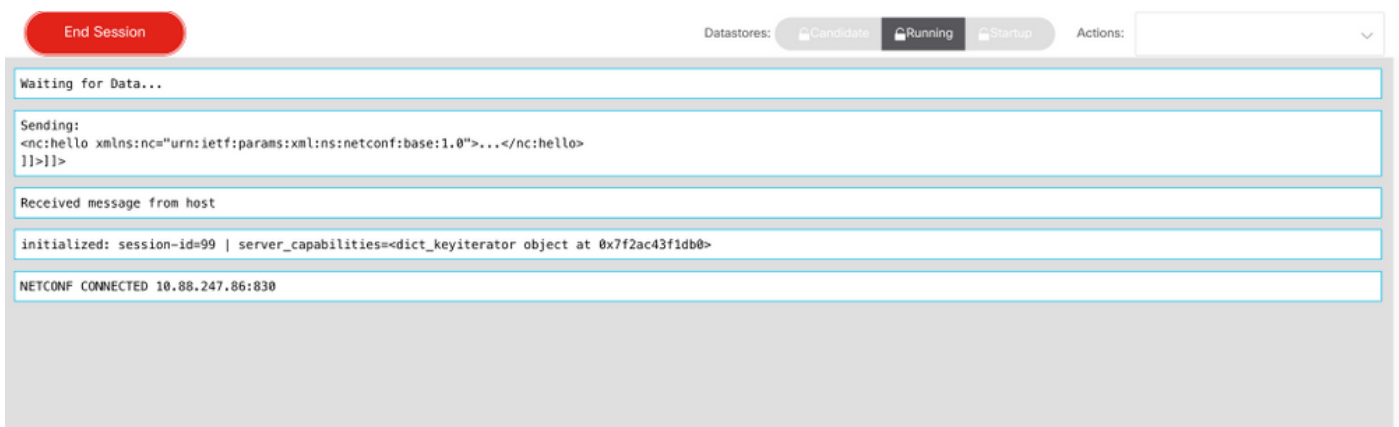 End Session
Datastores:
Candidate
Running
Startup
Actions:
Waiting for Data...
Sending:
<nc:hello xmlns:nc="urn:ietf:params:xml:ns:netconf:base:1.0">...</nc:hello>
]]>]]>
Received message from host
initialized: session-id=99 | server_capabilities=<dict_keyiterator object at 0x7f2ac43f1db0>
NETCONF CONNECTED 10.88.247.86:830